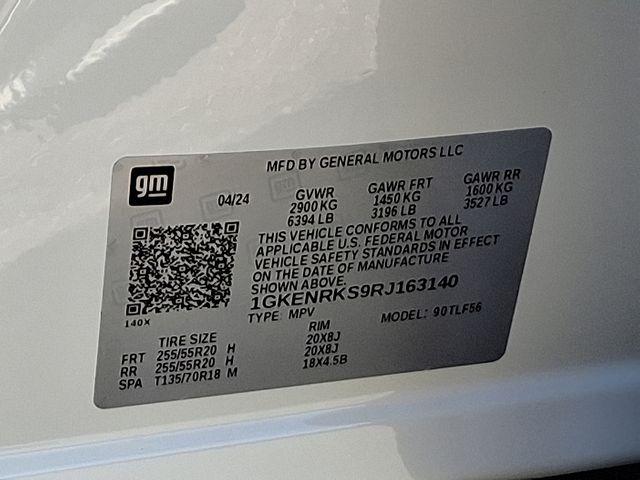 gm
MFD BY GENERAL MOTORS LLC
04/24
GVWR GAWR FRT GAWR RR
2900 KG 1450 KG 1600 KG
6394 LB 3196 LB 3527 LB
THIS VEHICLE CONFORMS TO ALL
APPLICABLE U.S. FEDERAL MOTOR
VEHICLE SAFETY STANDARDS IN EFFECT
ON THE DATE OF MANUFACTURE
SHOWN ABOVE.
1GKENRKS9RJ163140
TYPE: MPV MODEL: 90TLF56
140X
TIRE SIZE RIM
FRT 255/55R20 H 20X8J
RR 255/55R20 H 20X8J
SPA T135/70R18 M 18X4.5B